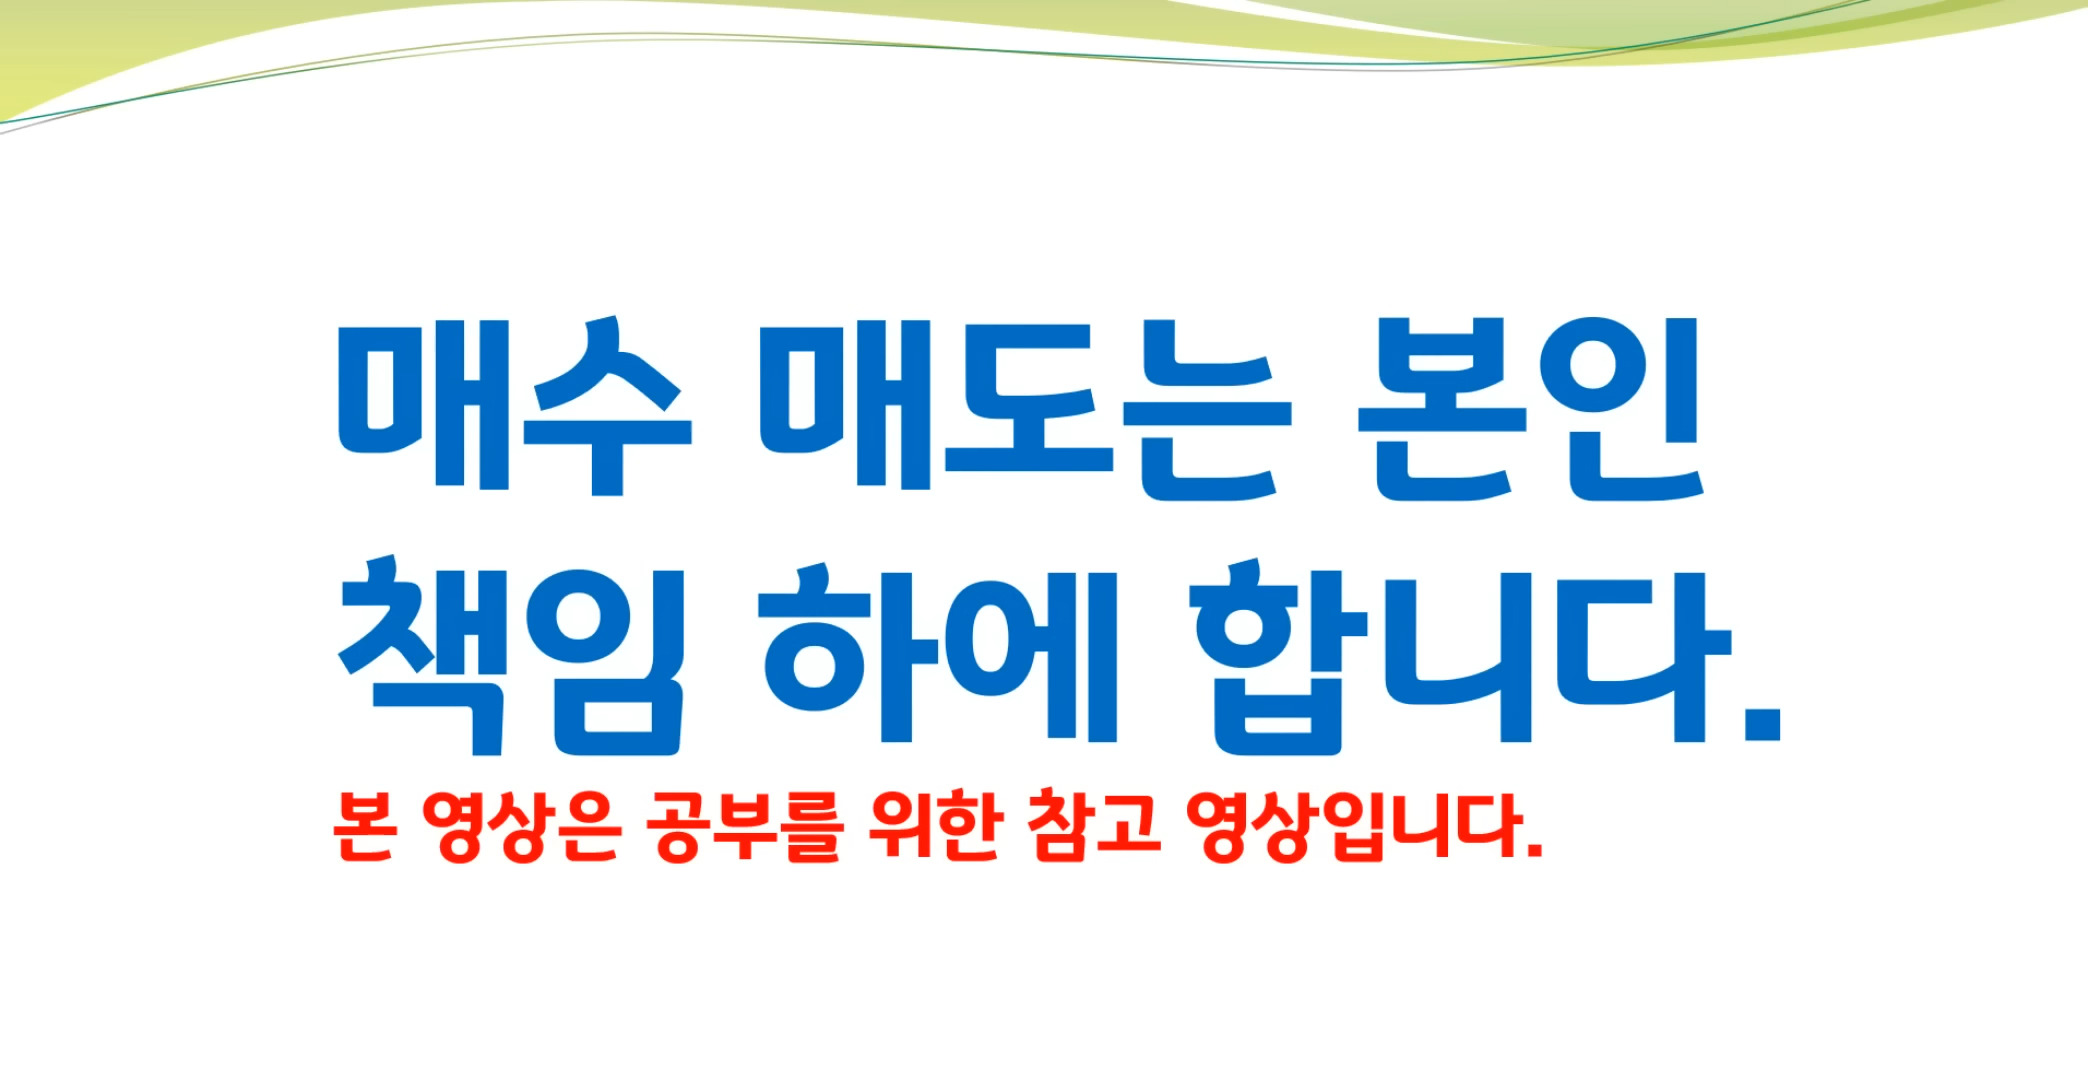 매수 매도는 본인
책임 하에 합니다.
본 영상은 공부를 위한 참고 영상입니다.